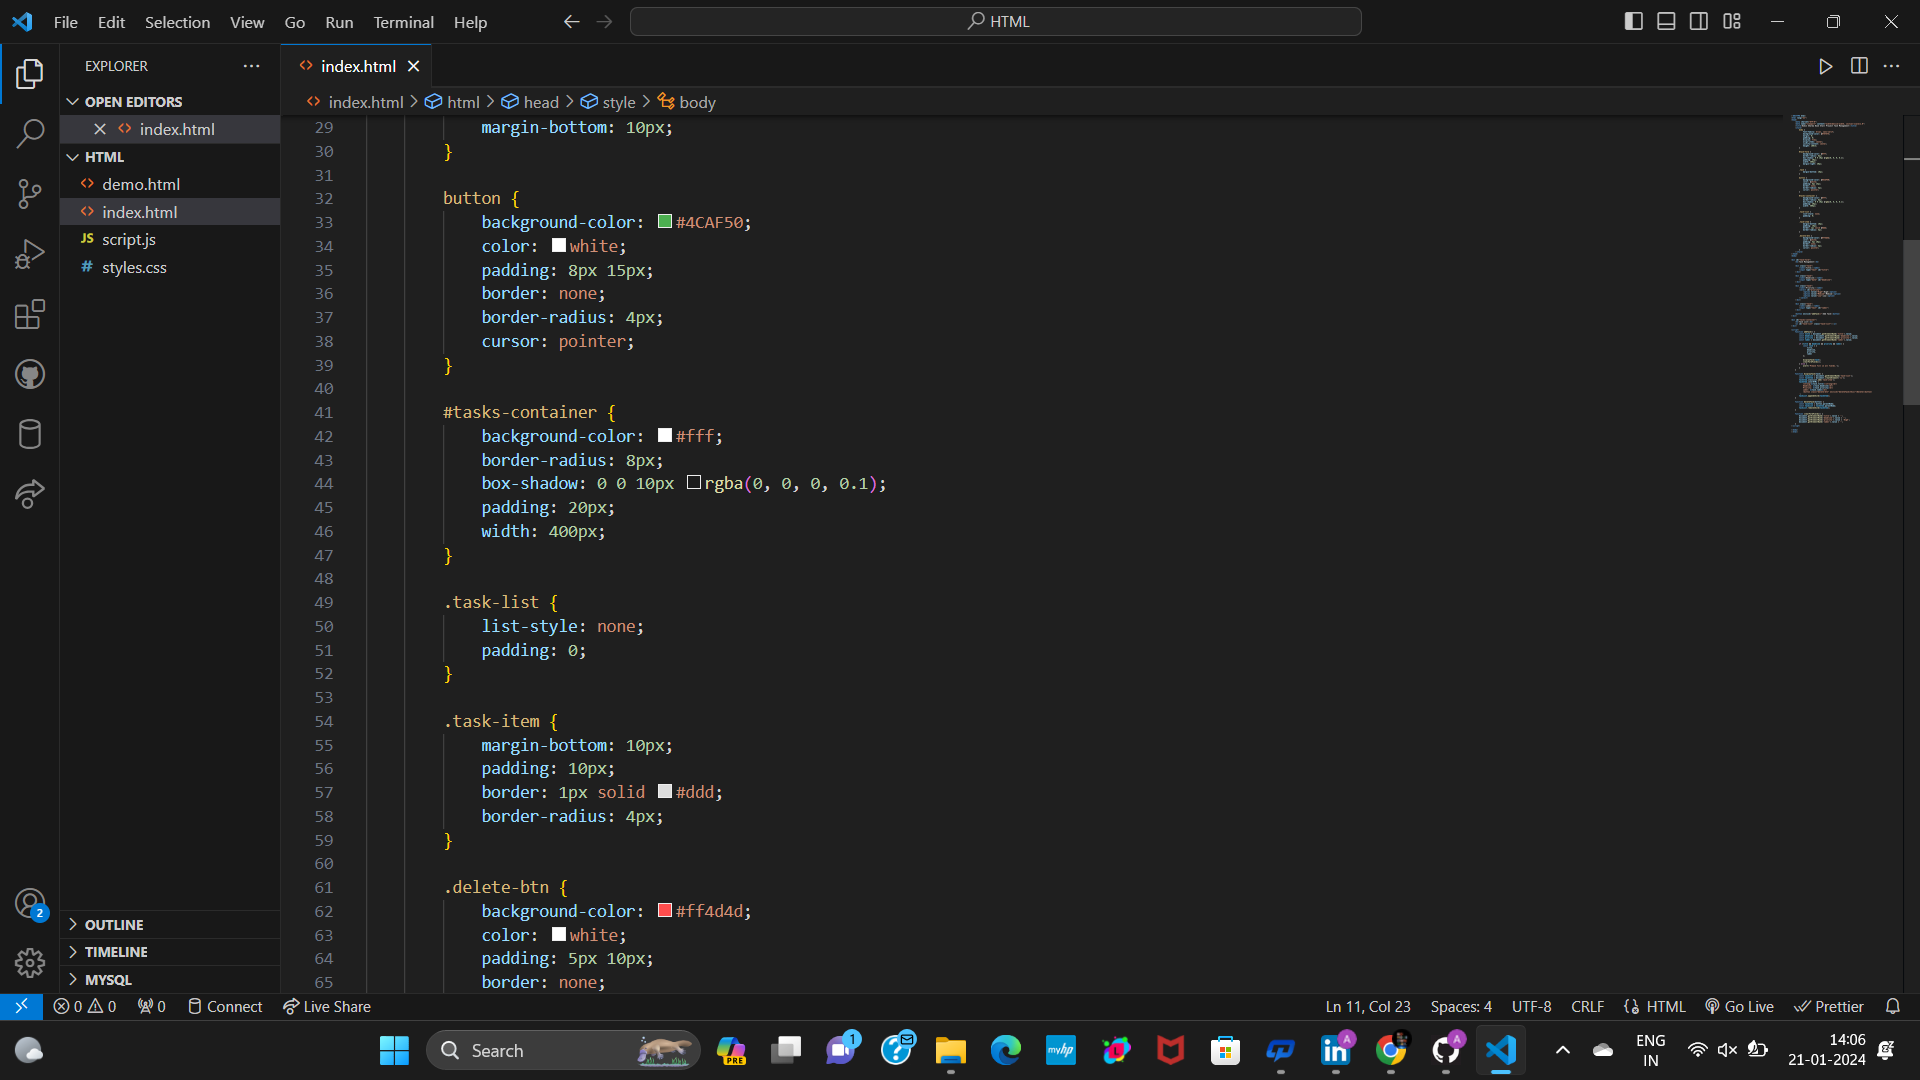 File Edit Selection View Go Run Terminal Help
HTML
EXPLORER
index.html
OPEN EDITORS
index.html
HTML
demo.html
index.html
JS script.js
# styles.css
OUTLINE
TIMELINE
MYSQL
index.html > html > head > style > body
29 margin-bottom: 10px;
30 }
31
32 button {
33 background-color: #4CAF50;
34 color: white;
35 padding: 8px 15px;
36 border: none;
37 border-radius: 4px;
38 cursor: pointer;
39 }
40
41 #tasks-container {
42 background-color: #fff;
43 border-radius: 8px;
44 box-shadow: 0 0 10px rgba(0, 0, 0, 0.1);
45 padding: 20px;
46 width: 400px;
47 }
48
49 .task-list {
50 list-style: none;
51 padding: 0;
52 }
53
54 .task-item {
55 margin-bottom: 10px;
56 padding: 10px;
57 border: 1px solid #ddd;
58 border-radius: 4px;
59 }
60
61 .delete-btn {
62 background-color: #ff4d4d;
63 color: white;
64 padding: 5px 10px;
65 border: none;
2
0 0 0 Connect Live Share
Ln 11, Col 23 Spaces: 4 UTF-8 CRLF {} HTML Go Live Prettier
Search
PRE
1
myhp
in
A
A
ENG
IN
14:06
21-01-2024